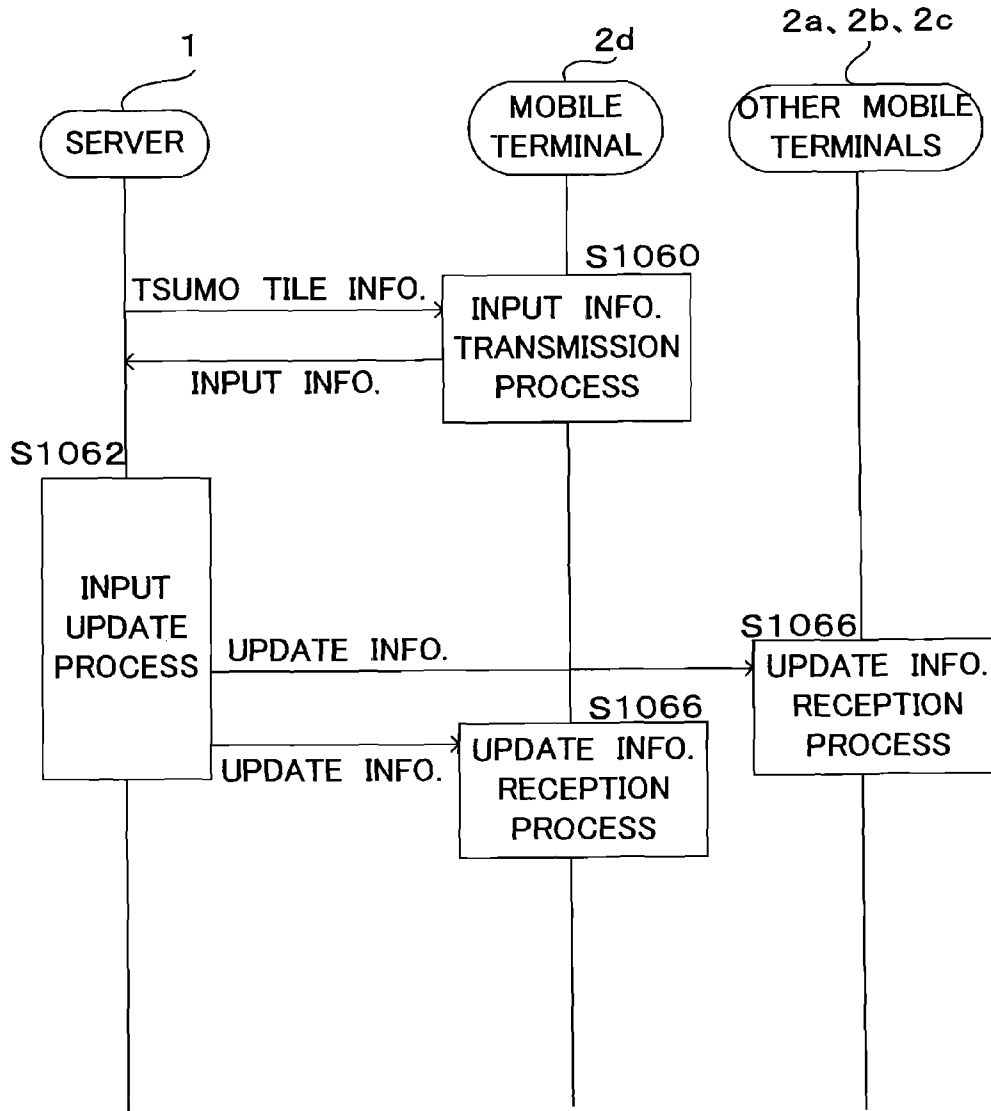 1
2d
2a、2b、2c
SERVER
MOBILE
TERMINAL
OTHER MOBILE
TERMINALS
S1060
TSUMO TILE INFO.
INPUT INFO.
TRANSMISSION
PROCESS
INPUT INFO.
S1062
INPUT
UPDATE
PROCESS
UPDATE INFO.
S1066
UPDATE INFO.
RECEPTION
PROCESS
UPDATE INFO.
S1066
UPDATE INFO.
RECEPTION
PROCESS